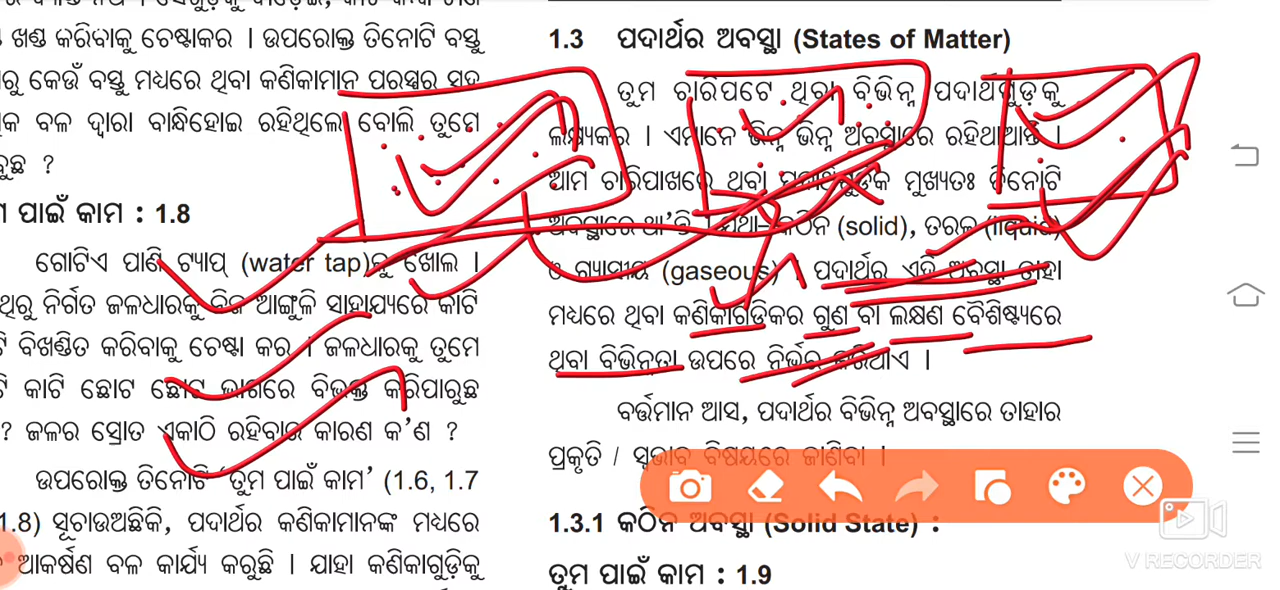 ଖଣ୍ଡ କରିବାକୁ ଚେଷ୍ଟାକର । ଉପରୋକ୍ତ ତିନୋଟି ବସ୍ତୁ
କେଉଁ ବସ୍ତୁ ମଧ୍ୟରେ ଥିବା କଣିକାମାନ ପରସ୍ପର ସହ
ବଳ ଦ୍ୱାରା ବାନ୍ଧିହୋଇ ରହିଥିଲେ ବୋଲି ତୁମେ
?
ପାଇଁ କାମ : 1.8
ଗୋଟିଏ ପାଣି ଟ୍ୟାପ୍ (water tap)କୁ ଖୋଲ ।
ନିର୍ଗତ ଜଳଧାରକୁ ନିଜ ଆଙ୍ଗୁଳି ସାହାଯ୍ୟରେ କାଟି
ବିଖଣ୍ଡିତ କରିବାକୁ ଚେଷ୍ଟା କର । ଜଳଧାରକୁ ତୁମେ
କାଟି ଛୋଟ ଛୋଟ ଭାଗରେ ବିଭକ୍ତ କରିପାରୁଛ
? ଜଳର ସ୍ରୋତ ଏକାଠି ରହିବାର କାରଣ କ'ଣ ?
ଉପରୋକ୍ତ ତିନୋଟି 'ତୁମ ପାଇଁ କାମ' (1.6, 1.7
1.8) ସୂଚାଉଅଛିକି, ପଦାର୍ଥର କଣିକାମାନଙ୍କ ମଧ୍ୟରେ
ଆକର୍ଷଣ ବଳ କାର୍ଯ୍ୟ କରୁଛି । ଯାହା କଣିକାଗୁଡ଼ିକୁ
1.3 ପଦାର୍ଥର ଅବସ୍ଥା (States of Matter)
ତୁମ ଚାରିପଟେ ଥିବା ବିଭିନ୍ନ ପଦାର୍ଥଗୁଡ଼ିକୁ
ଲକ୍ଷ୍ୟକର । ଏମାନେ ଭିନ୍ନ ଭିନ୍ନ ଅବସ୍ଥାରେ ରହିଥାଆନ୍ତି ।
ଆମ ଚାରିପାଖରେ ଥିବା ପଦାର୍ଥଗୁଡ଼ିକ ମୁଖ୍ୟତଃ ତିନୋଟି
ଅବସ୍ଥାରେ ଥା'ନ୍ତି । ଯଥା– କଠିନ (solid), ତରଳ (liquid)
ଓ ଗ୍ୟାସୀୟ (gaseous) । ପଦାର୍ଥର ଏହି ଅବସ୍ଥା ତାହା
ମଧ୍ୟରେ ଥିବା କଣିକାଗୁଡ଼ିକର ଗୁଣ ବା ଲକ୍ଷଣ ବୈଶିଷ୍ଟ୍ୟରେ
ଥିବା ବିଭିନ୍ନତା ଉପରେ ନିର୍ଭର କରିଥାଏ ।
ବର୍ତ୍ତମାନ ଆସ, ପଦାର୍ଥର ବିଭିନ୍ନ ଅବସ୍ଥାରେ ତାହାର
ପ୍ରକୃତି / ସ୍ୱଭାବ ବିଷୟରେ ଜାଣିବା ।
1.3.1 କଠିନ ଅବସ୍ଥା (Solid State) :
ତୁମ ପାଇଁ କାମ : 1.9
V RECORDER